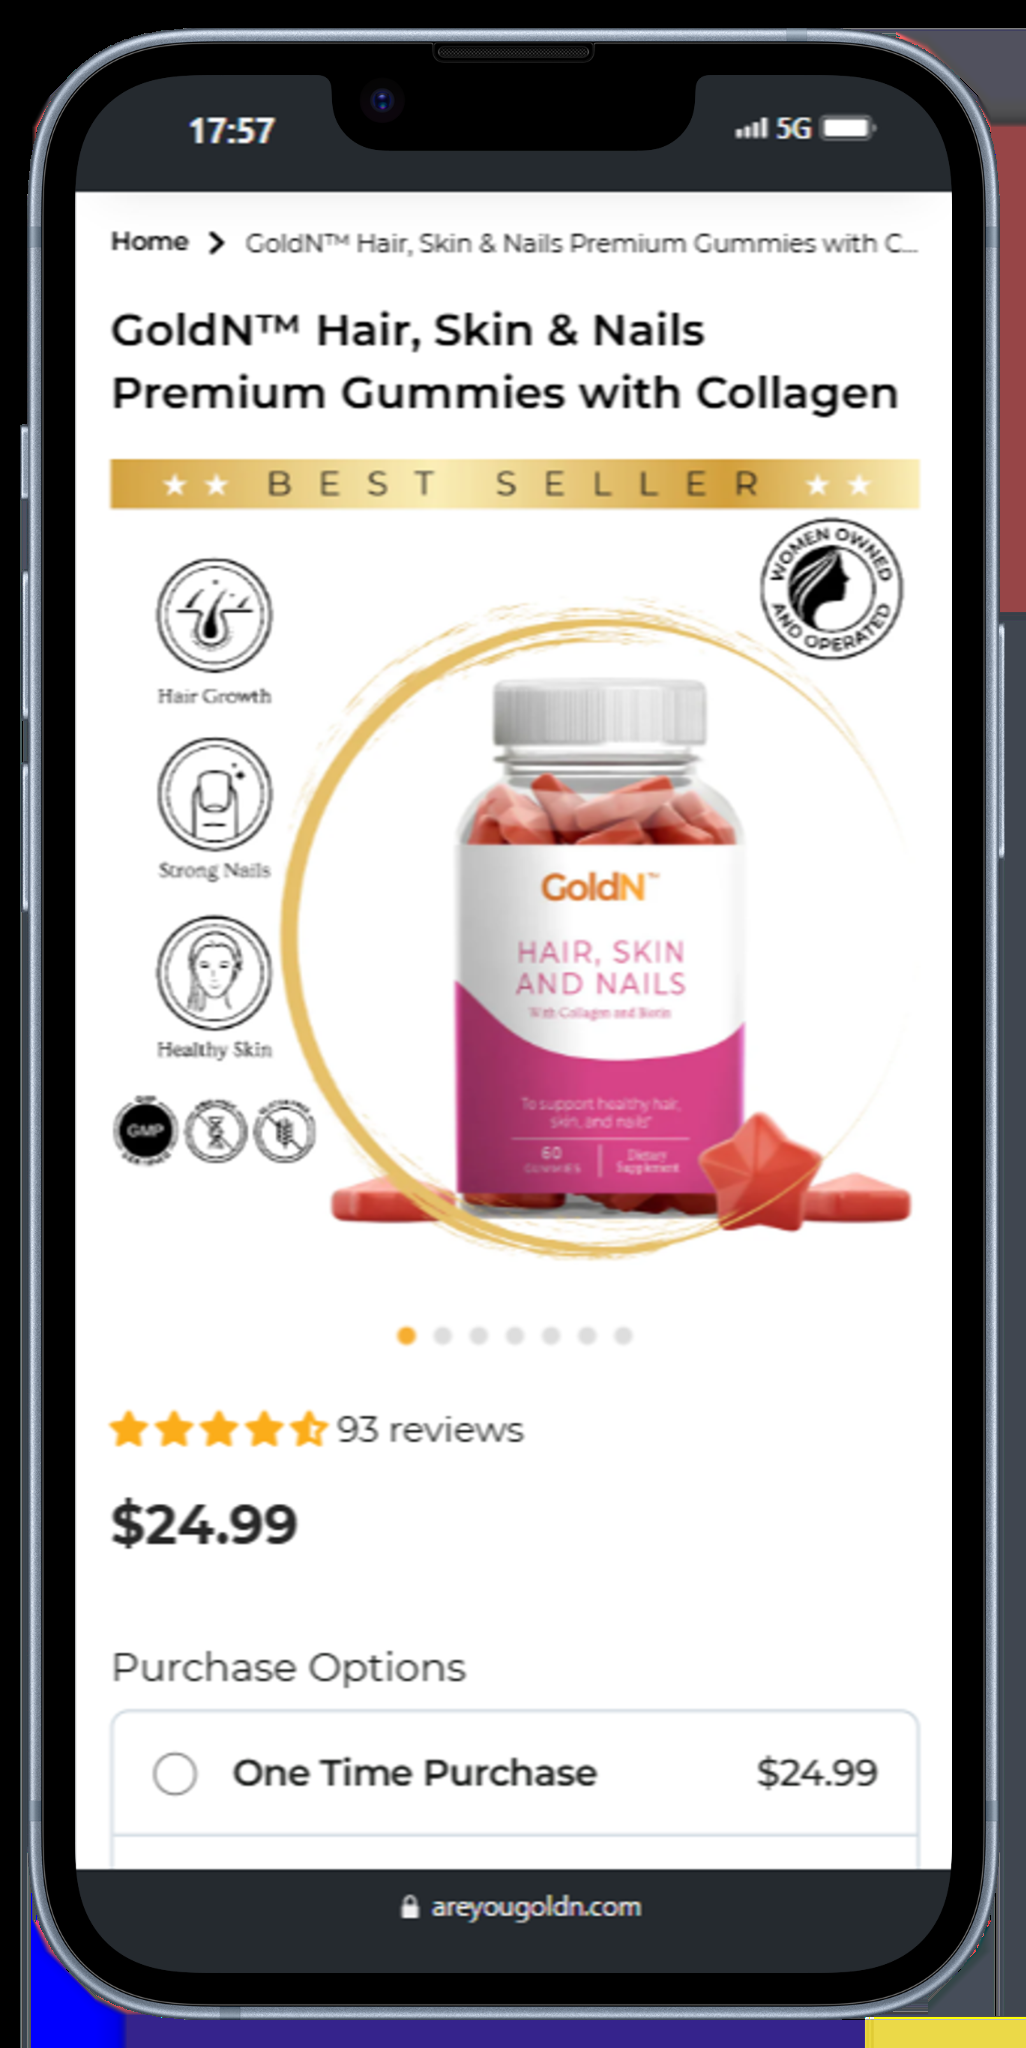 17:57
5G
Home > GoldN™ Hair, Skin & Nails Premium Gummies with C...
GoldN™ Hair, Skin & Nails
Premium Gummies with Collagen
★ ★ BEST SELLER ★ ★
WOMEN OWNED
AND OPERATED
Hair Growth
Strong Nails
Healthy Skin
GMP
GoldN™
HAIR, SKIN
AND NAILS
With Collagen and Biotin
To support healthy hair,
skin, and nails*
60
GUMMIES
Dietary
Supplement
93 reviews
$24.99
Purchase Options
One Time Purchase $24.99
areyougoldn.com